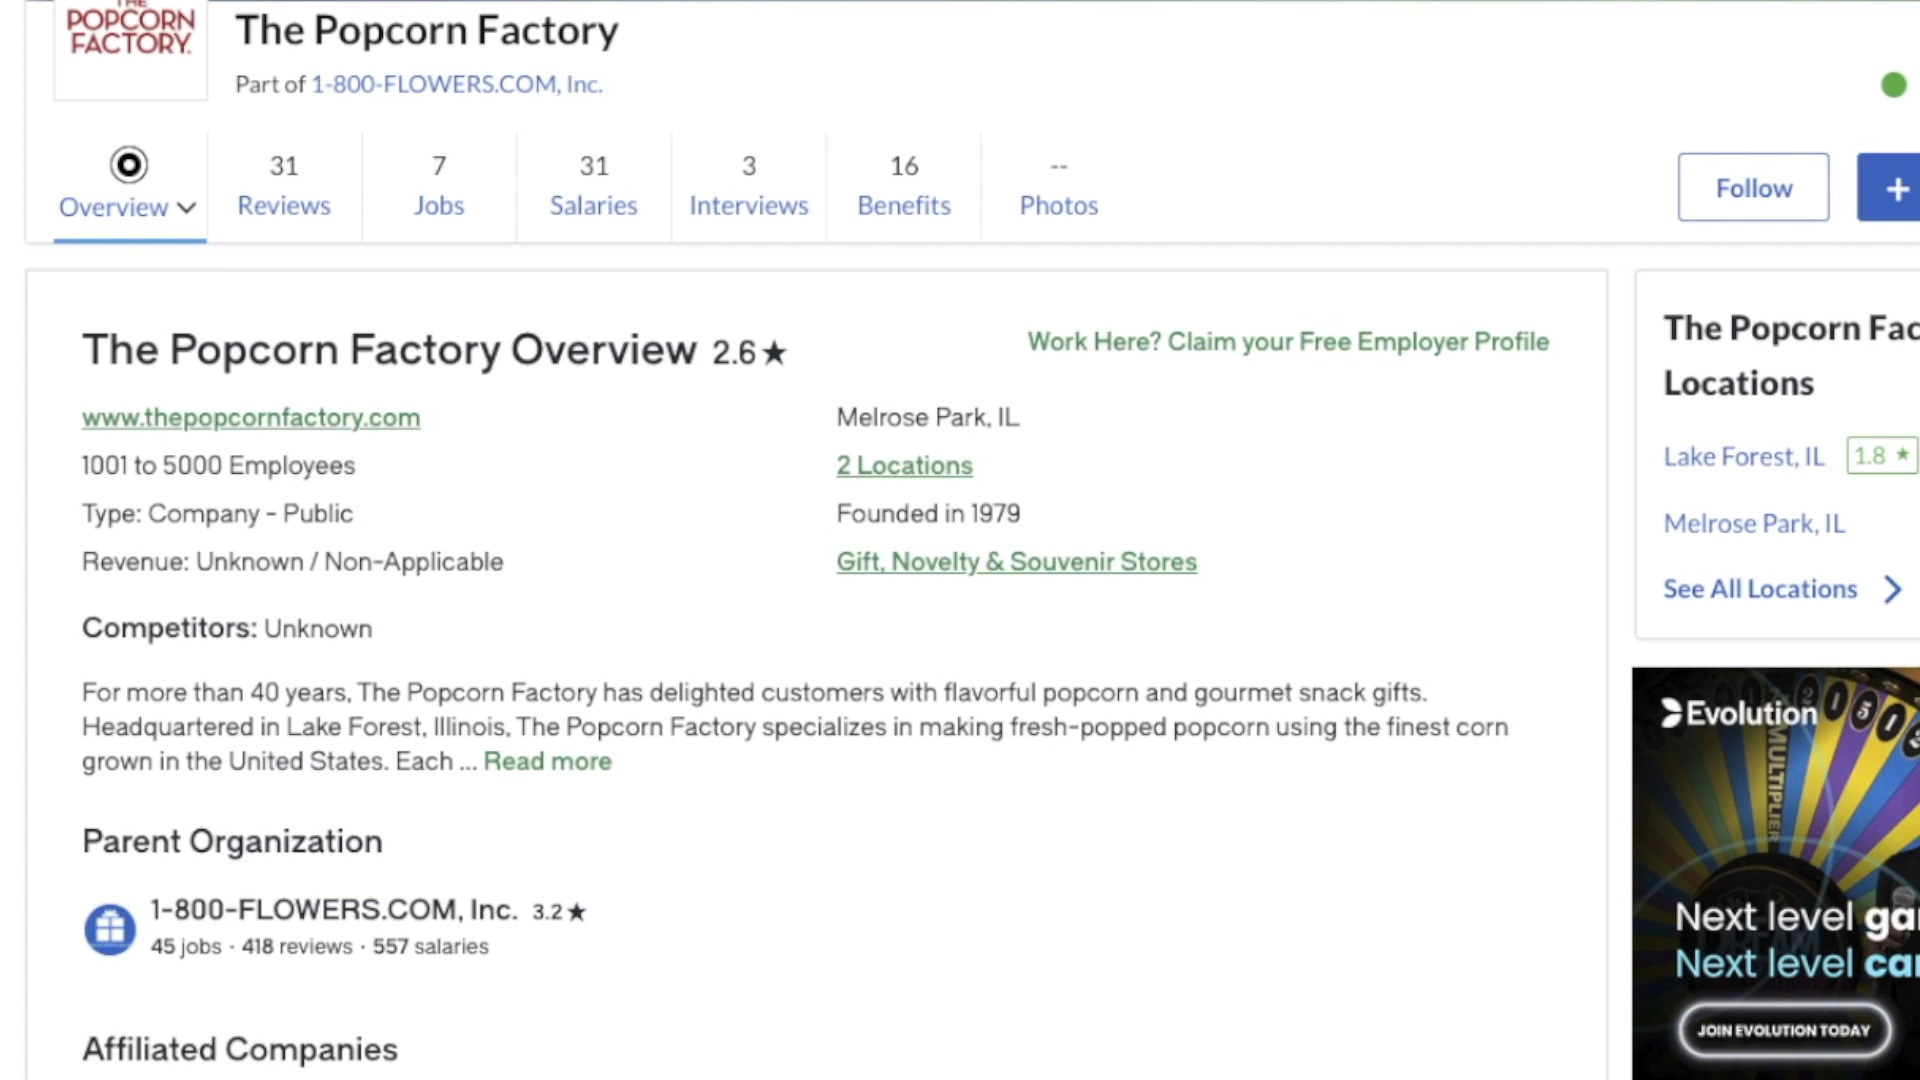 THE
POPCORN
FACTORY.
The Popcorn Factory
Part of 1-800-FLOWERS.COM, Inc.
Overview
31
Reviews
7
Jobs
31
Salaries
3
Interviews
16
Benefits
--
Photos
Follow
+
The Popcorn Factory Overview 2.6★
Work Here? Claim your Free Employer Profile
www.thepopcornfactory.com
Melrose Park, IL
1001 to 5000 Employees
2 Locations
Type: Company - Public
Founded in 1979
Revenue: Unknown / Non-Applicable
Gift, Novelty & Souvenir Stores
Competitors: Unknown
For more than 40 years, The Popcorn Factory has delighted customers with flavorful popcorn and gourmet snack gifts.
Headquartered in Lake Forest, Illinois, The Popcorn Factory specializes in making fresh-popped popcorn using the finest corn
grown in the United States. Each ... Read more
Parent Organization
1-800-FLOWERS.COM, Inc. 3.2★
45 jobs · 418 reviews · 557 salaries
Affiliated Companies
The Popcorn Fac
Locations
Lake Forest, IL 1.8 ★
Melrose Park, IL
See All Locations
Evolution
MULTIPLIER
2 1 5 1 2
Next level ga
Next level ca
JOIN EVOLUTION TODAY